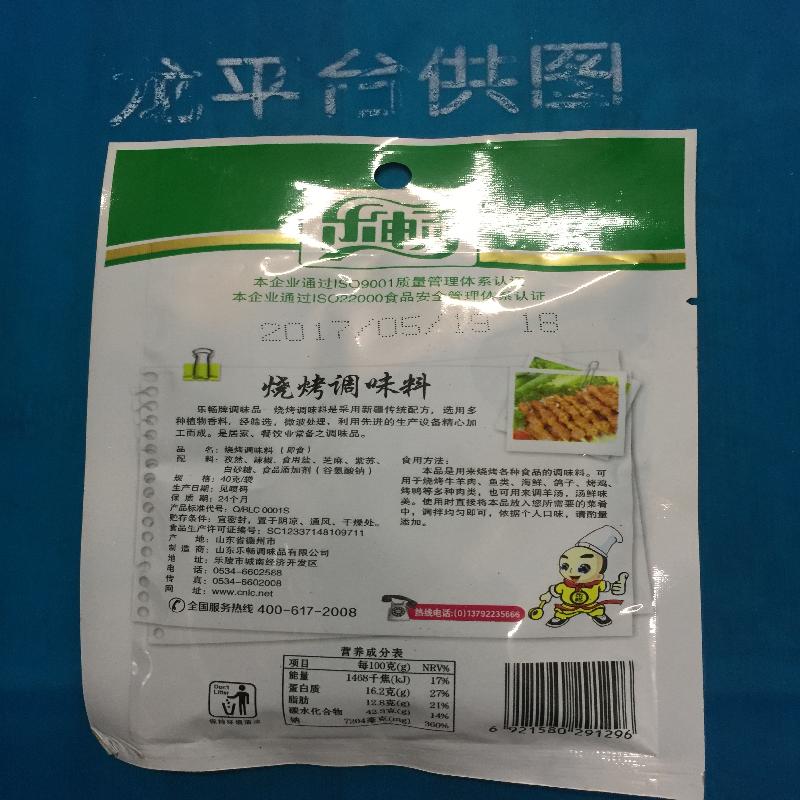 龙平台供图
乐畅
本企业通过ISO9001质量管理体系认证
本企业通过ISO22000食品安全管理体系认证
2017/05/19 18
烧烤调味料
乐畅牌调味品 烧烤调味料是采用新疆传统配方，选用多
种植物香料，经筛选，微波处理、利用先进的生产设备精心加
工而成。是居家、餐饮业常备之调味品。
品 名：烧烤调味料（即食）
配 料：孜然、辣椒、食用盐、芝麻、紫苏、
白砂糖、食品添加剂（谷氨酸钠）
规 格：40克/袋
生产日期：见喷码
保 质 期：24个月
产品标准代号：Q/RLC 0001S
贮存条件：宜密封，置于阴凉、通风、干燥处。
食品生产许可证编号：SC12337148109711
产 地：山东省德州市
制 造 商：山东乐畅调味品有限公司
地 址：乐陵市城南经济开发区
电 话：0534-6602588
传 真：0534-6602008
网 址：www.cnlc.net
全国服务热线 400-617-2008
食用方法：
本品是用来烧烤各种食品的调味料。可
用于烧烤牛羊肉、鱼类、海鲜、鸽子、烤鸡、
烤鸭等多种肉类，也可用来调羊汤，汤鲜味
美。使用时直接将本品放入您所需要的菜肴
中，调拌均匀即可，依据个人口味，请酌量
添加。
热线电话:(0)13792235666
营养成分表
项目 每100克(g) NRV%
能量 1468千焦(kJ) 17%
蛋白质 16.2克(g) 27%
脂肪 12.8克(g) 21%
碳水化合物 42.3克(g) 14%
钠 7204毫克(mg) 360%
Don't Litter
保持环境清洁
6 921580 291296